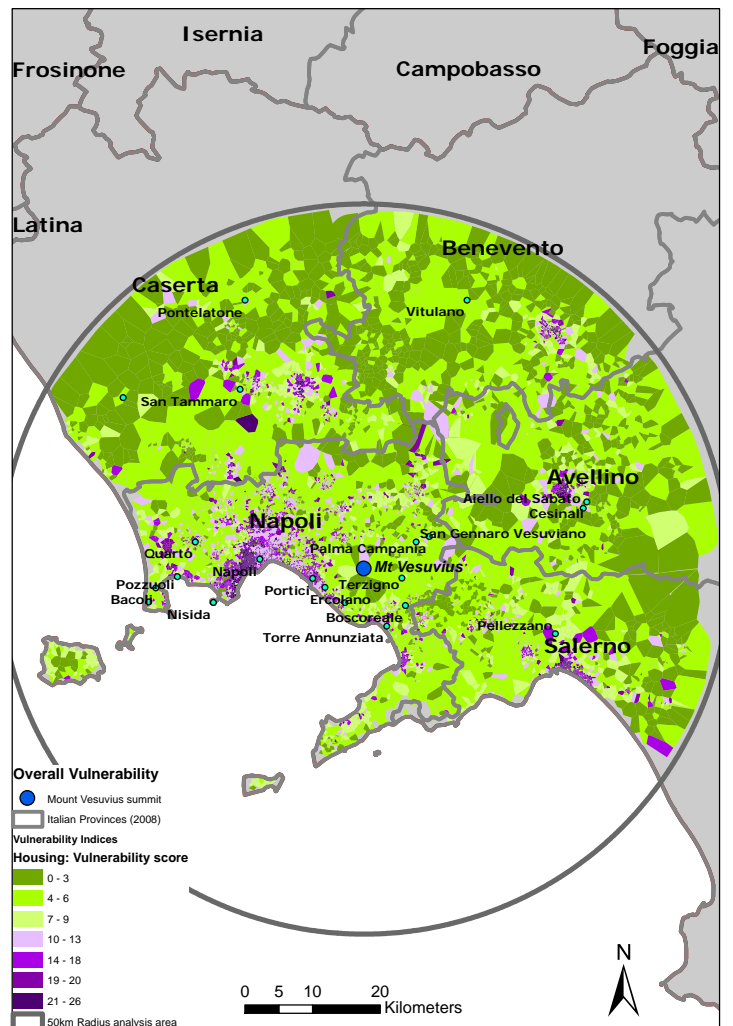 Isernia
Foggia
Frosinone
Campobasso
Latina
Benevento
Caserta
Pontelatone
Vitulano
San Tammaro
Avellino
Aiello del Sabato
Cesinali
Napoli
San Gennaro Vesuviano
Palma Campania
Quarto
Mt Vesuvius
Napoli
Pozzuoli
Portici
Terzigno
Bacoli
Ercolano
Nisida
Boscoreale
Pellezzano
Torre Annunziata
Salerno
Overall Vulnerability
Mount Vesuvius summit
Italian Provinces (2008)
Vulnerability Indices
Housing: Vulnerability score
0 - 3
4 - 6
7 - 9
10 - 13
14 - 18
19 - 20
21 - 26
50km Radius analysis area
0 5 10 20
Kilometers
N